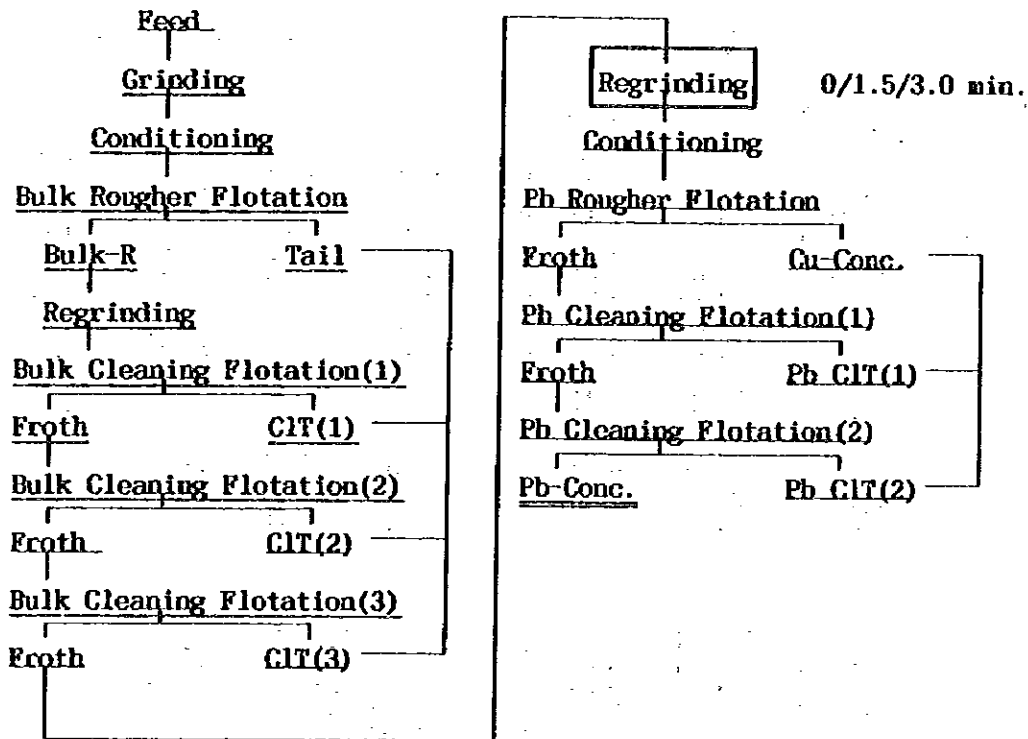 Feed
Grinding
Conditioning
Bulk Rougher Flotation
Bulk-R Tail
Regrinding
Bulk Cleaning Flotation(1)
Froth ClT(1)
Bulk Cleaning Flotation(2)
Froth ClT(2)
Bulk Cleaning Flotation(3)
Froth ClT(3)
Regrinding 0/1.5/3.0 min.
Conditioning
Pb Rougher Flotation
Froth Cu-Conc.
Pb Cleaning Flotation(1)
Froth Pb ClT(1)
Pb Cleaning Flotation(2)
Pb-Conc. Pb ClT(2)